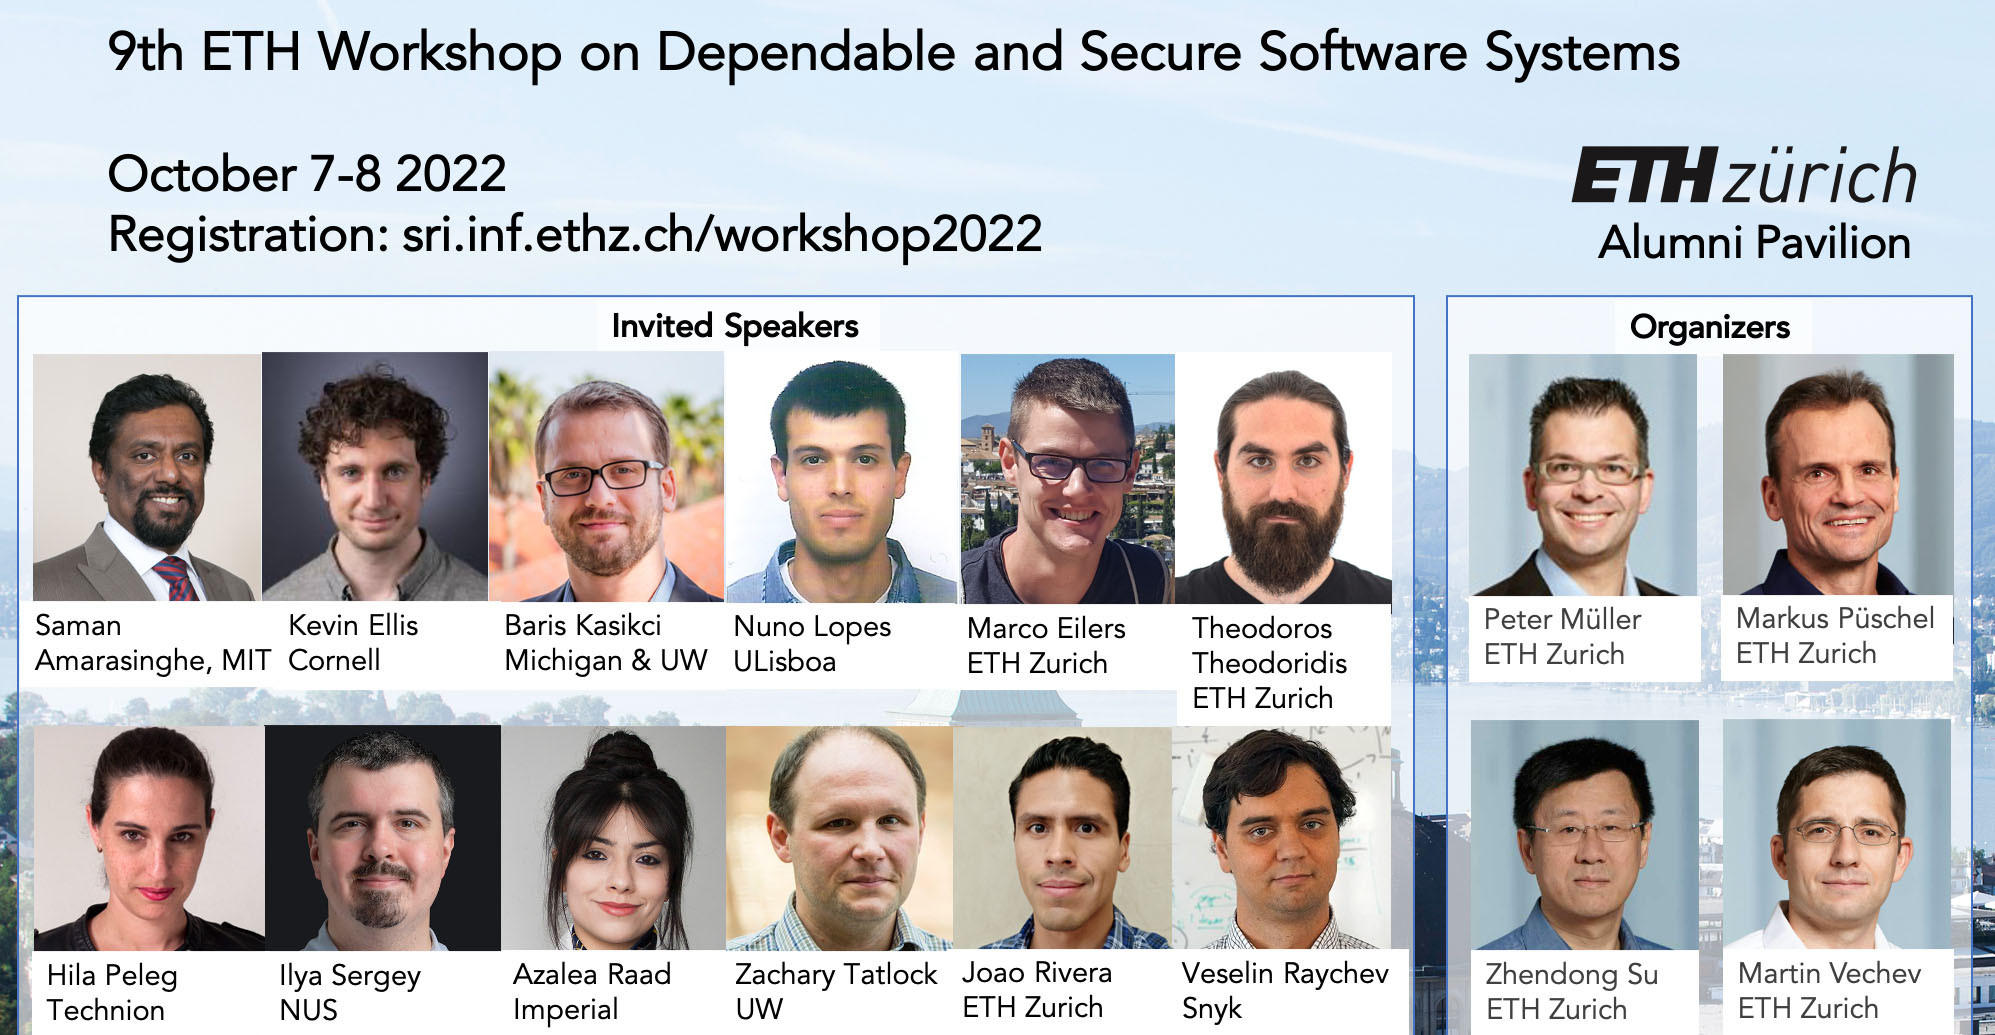 9th ETH Workshop on Dependable and Secure Software Systems
October 7-8 2022
Registration: sri.inf.ethz.ch/workshop2022
ETH zürich
Alumni Pavilion
Invited Speakers
Saman
Amarasinghe, MIT
Kevin Ellis
Cornell
Baris Kasikci
Michigan & UW
Nuno Lopes
ULisboa
Marco Eilers
ETH Zurich
Theodoros
Theodoridis
ETH Zurich
Hila Peleg
Technion
Ilya Sergey
NUS
Azalea Raad
Imperial
Zachary Tatlock
UW
Joao Rivera
ETH Zurich
Veselin Raychev
Snyk
Organizers
Peter Müller
ETH Zurich
Markus Püschel
ETH Zurich
Zhendong Su
ETH Zurich
Martin Vechev
ETH Zurich